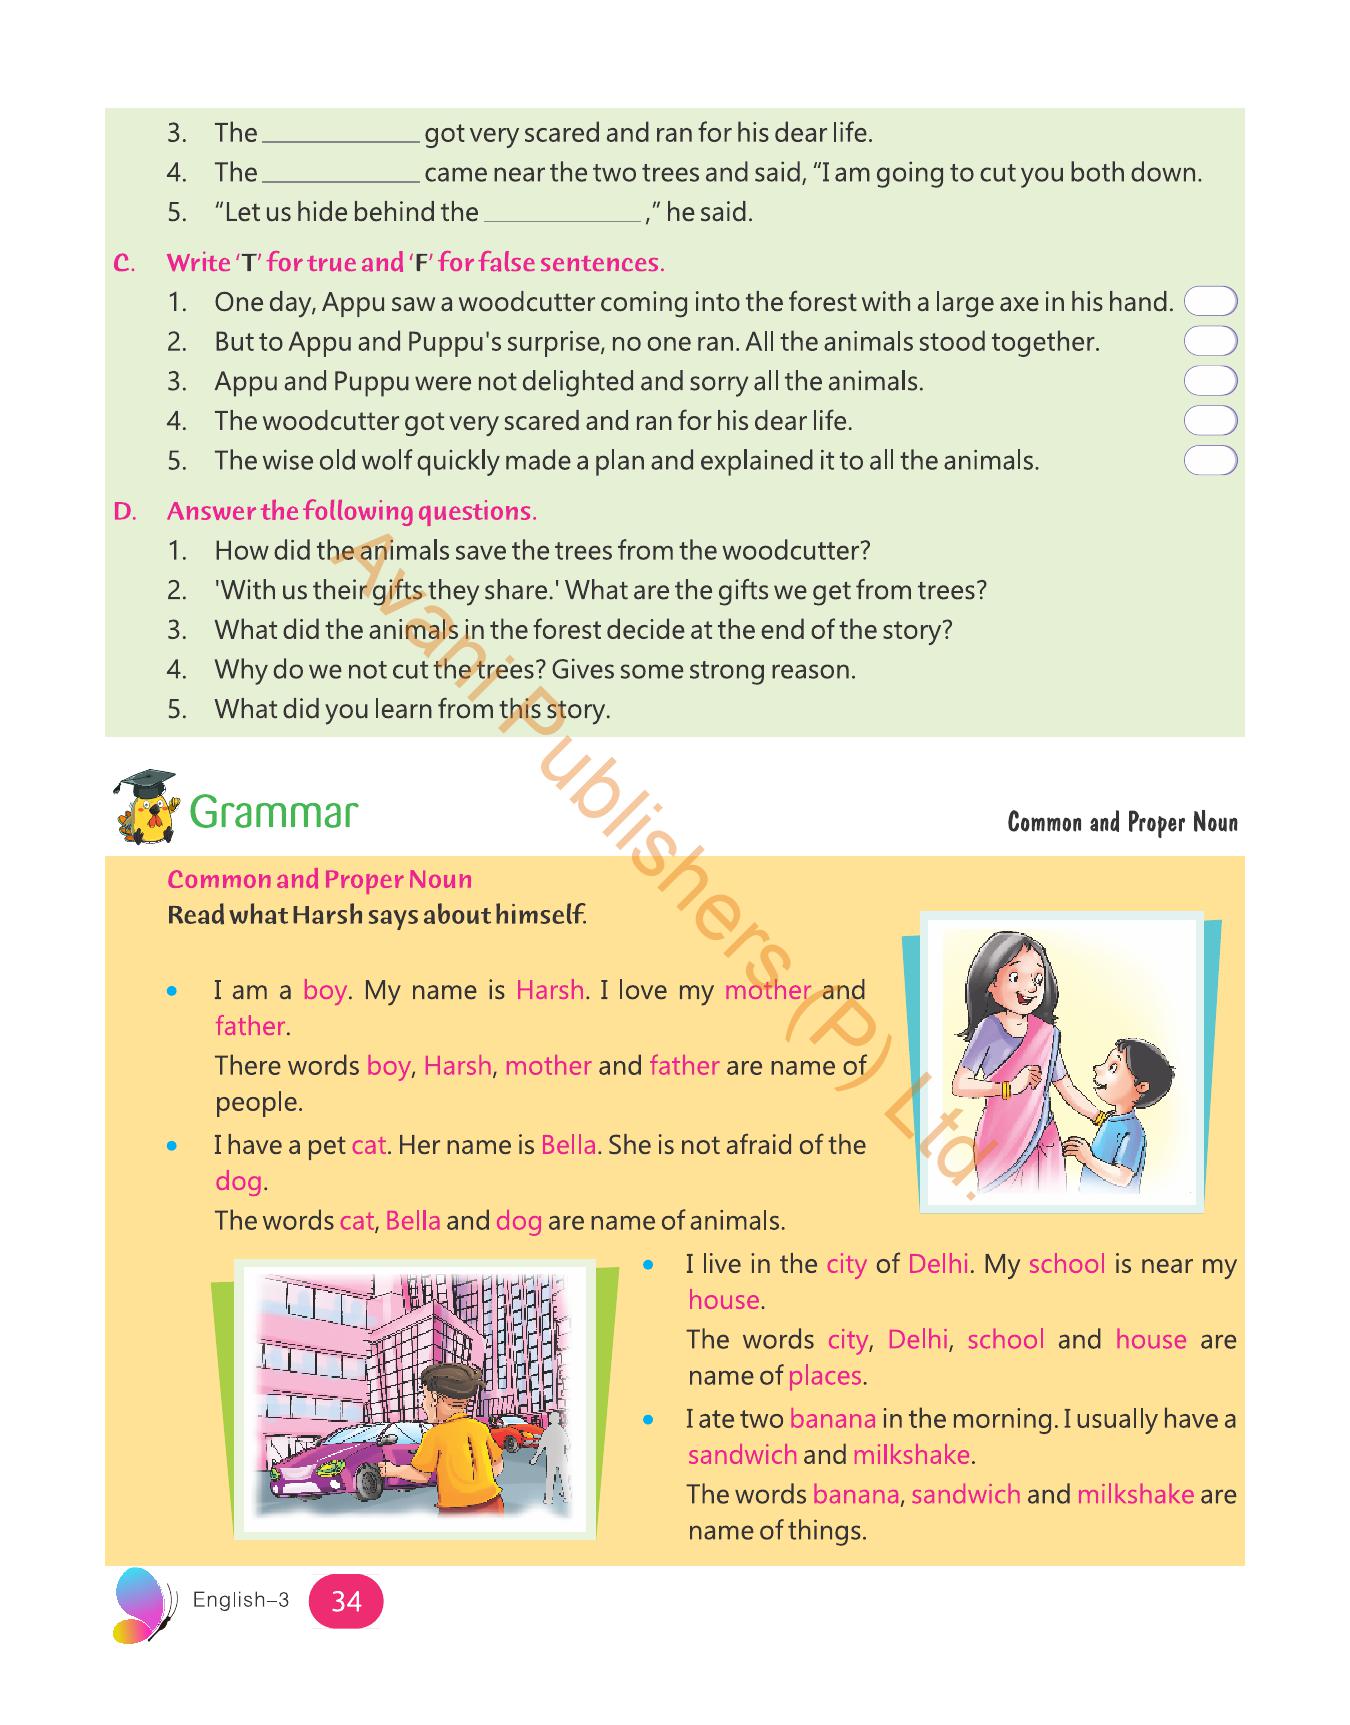 3. The ____________ got very scared and ran for his dear life.
4. The ____________ came near the two trees and said, “I am going to cut you both down.
5. “Let us hide behind the ____________ ,” he said.
C. Write ‘T’ for true and ‘F’ for false sentences.
1. One day, Appu saw a woodcutter coming into the forest with a large axe in his hand.
2. But to Appu and Puppu's surprise, no one ran. All the animals stood together.
3. Appu and Puppu were not delighted and sorry all the animals.
4. The woodcutter got very scared and ran for his dear life.
5. The wise old wolf quickly made a plan and explained it to all the animals.
D. Answer the following questions.
1. How did the animals save the trees from the woodcutter?
2. 'With us their gifts they share.' What are the gifts we get from trees?
3. What did the animals in the forest decide at the end of the story?
4. Why do we not cut the trees? Gives some strong reason.
5. What did you learn from this story.
Avani Publishers (P) Ltd.
Grammar
Common and Proper Noun
Common and Proper Noun
Read what Harsh says about himself.
• I am a boy. My name is Harsh. I love my mother and
father.
There words boy, Harsh, mother and father are name of
people.
• I have a pet cat. Her name is Bella. She is not afraid of the
dog.
The words cat, Bella and dog are name of animals.
• I live in the city of Delhi. My school is near my
house.
The words city, Delhi, school and house are
name of places.
• I ate two banana in the morning. I usually have a
sandwich and milkshake.
The words banana, sandwich and milkshake are
name of things.
English–3
34